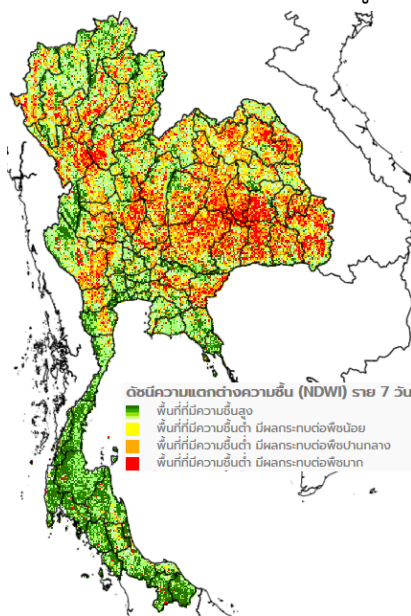 ดัชนีความแตกต่างความชื้น (NDWI) ราย 7 วัน
พื้นที่ที่มีความชื้นสูง
พื้นที่ที่มีความชื้นต่ำ มีผลกระทบต่อพืชน้อย
พื้นที่ที่มีความชื้นต่ำ มีผลกระทบต่อพืชปานกลาง
พื้นที่ที่มีความชื้นต่ำ มีผลกระทบต่อพืชมาก